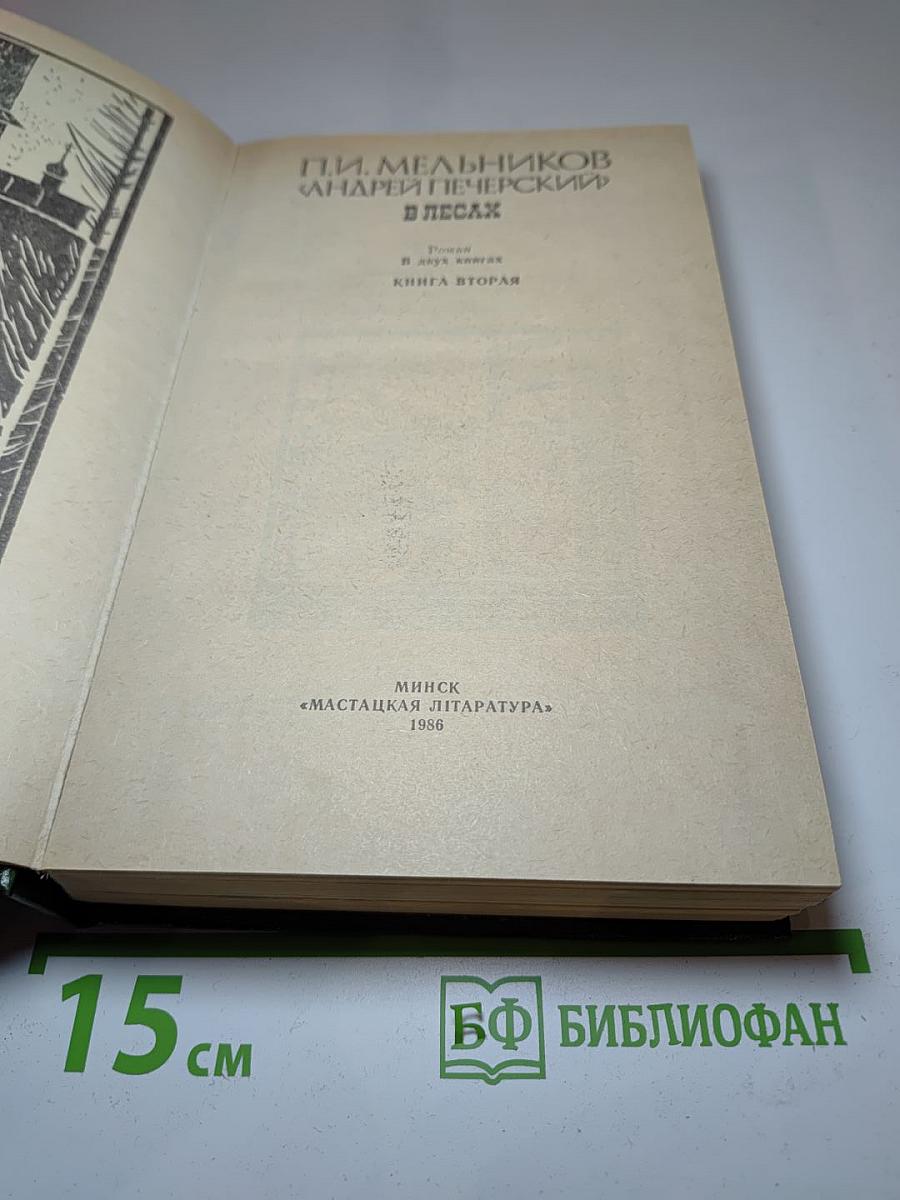 П.И. МЕЛЬНИКОВ
‹АНДРЕЙ ПЕЧЕРСКИЙ›
В ЛЕСАХ
Роман
В двух книгах
КНИГА ВТОРАЯ
МИНСК
«МАСТАЦКАЯ ЛІТАРАТУРА»
1986
15 см
БФ БИБЛИОФАН